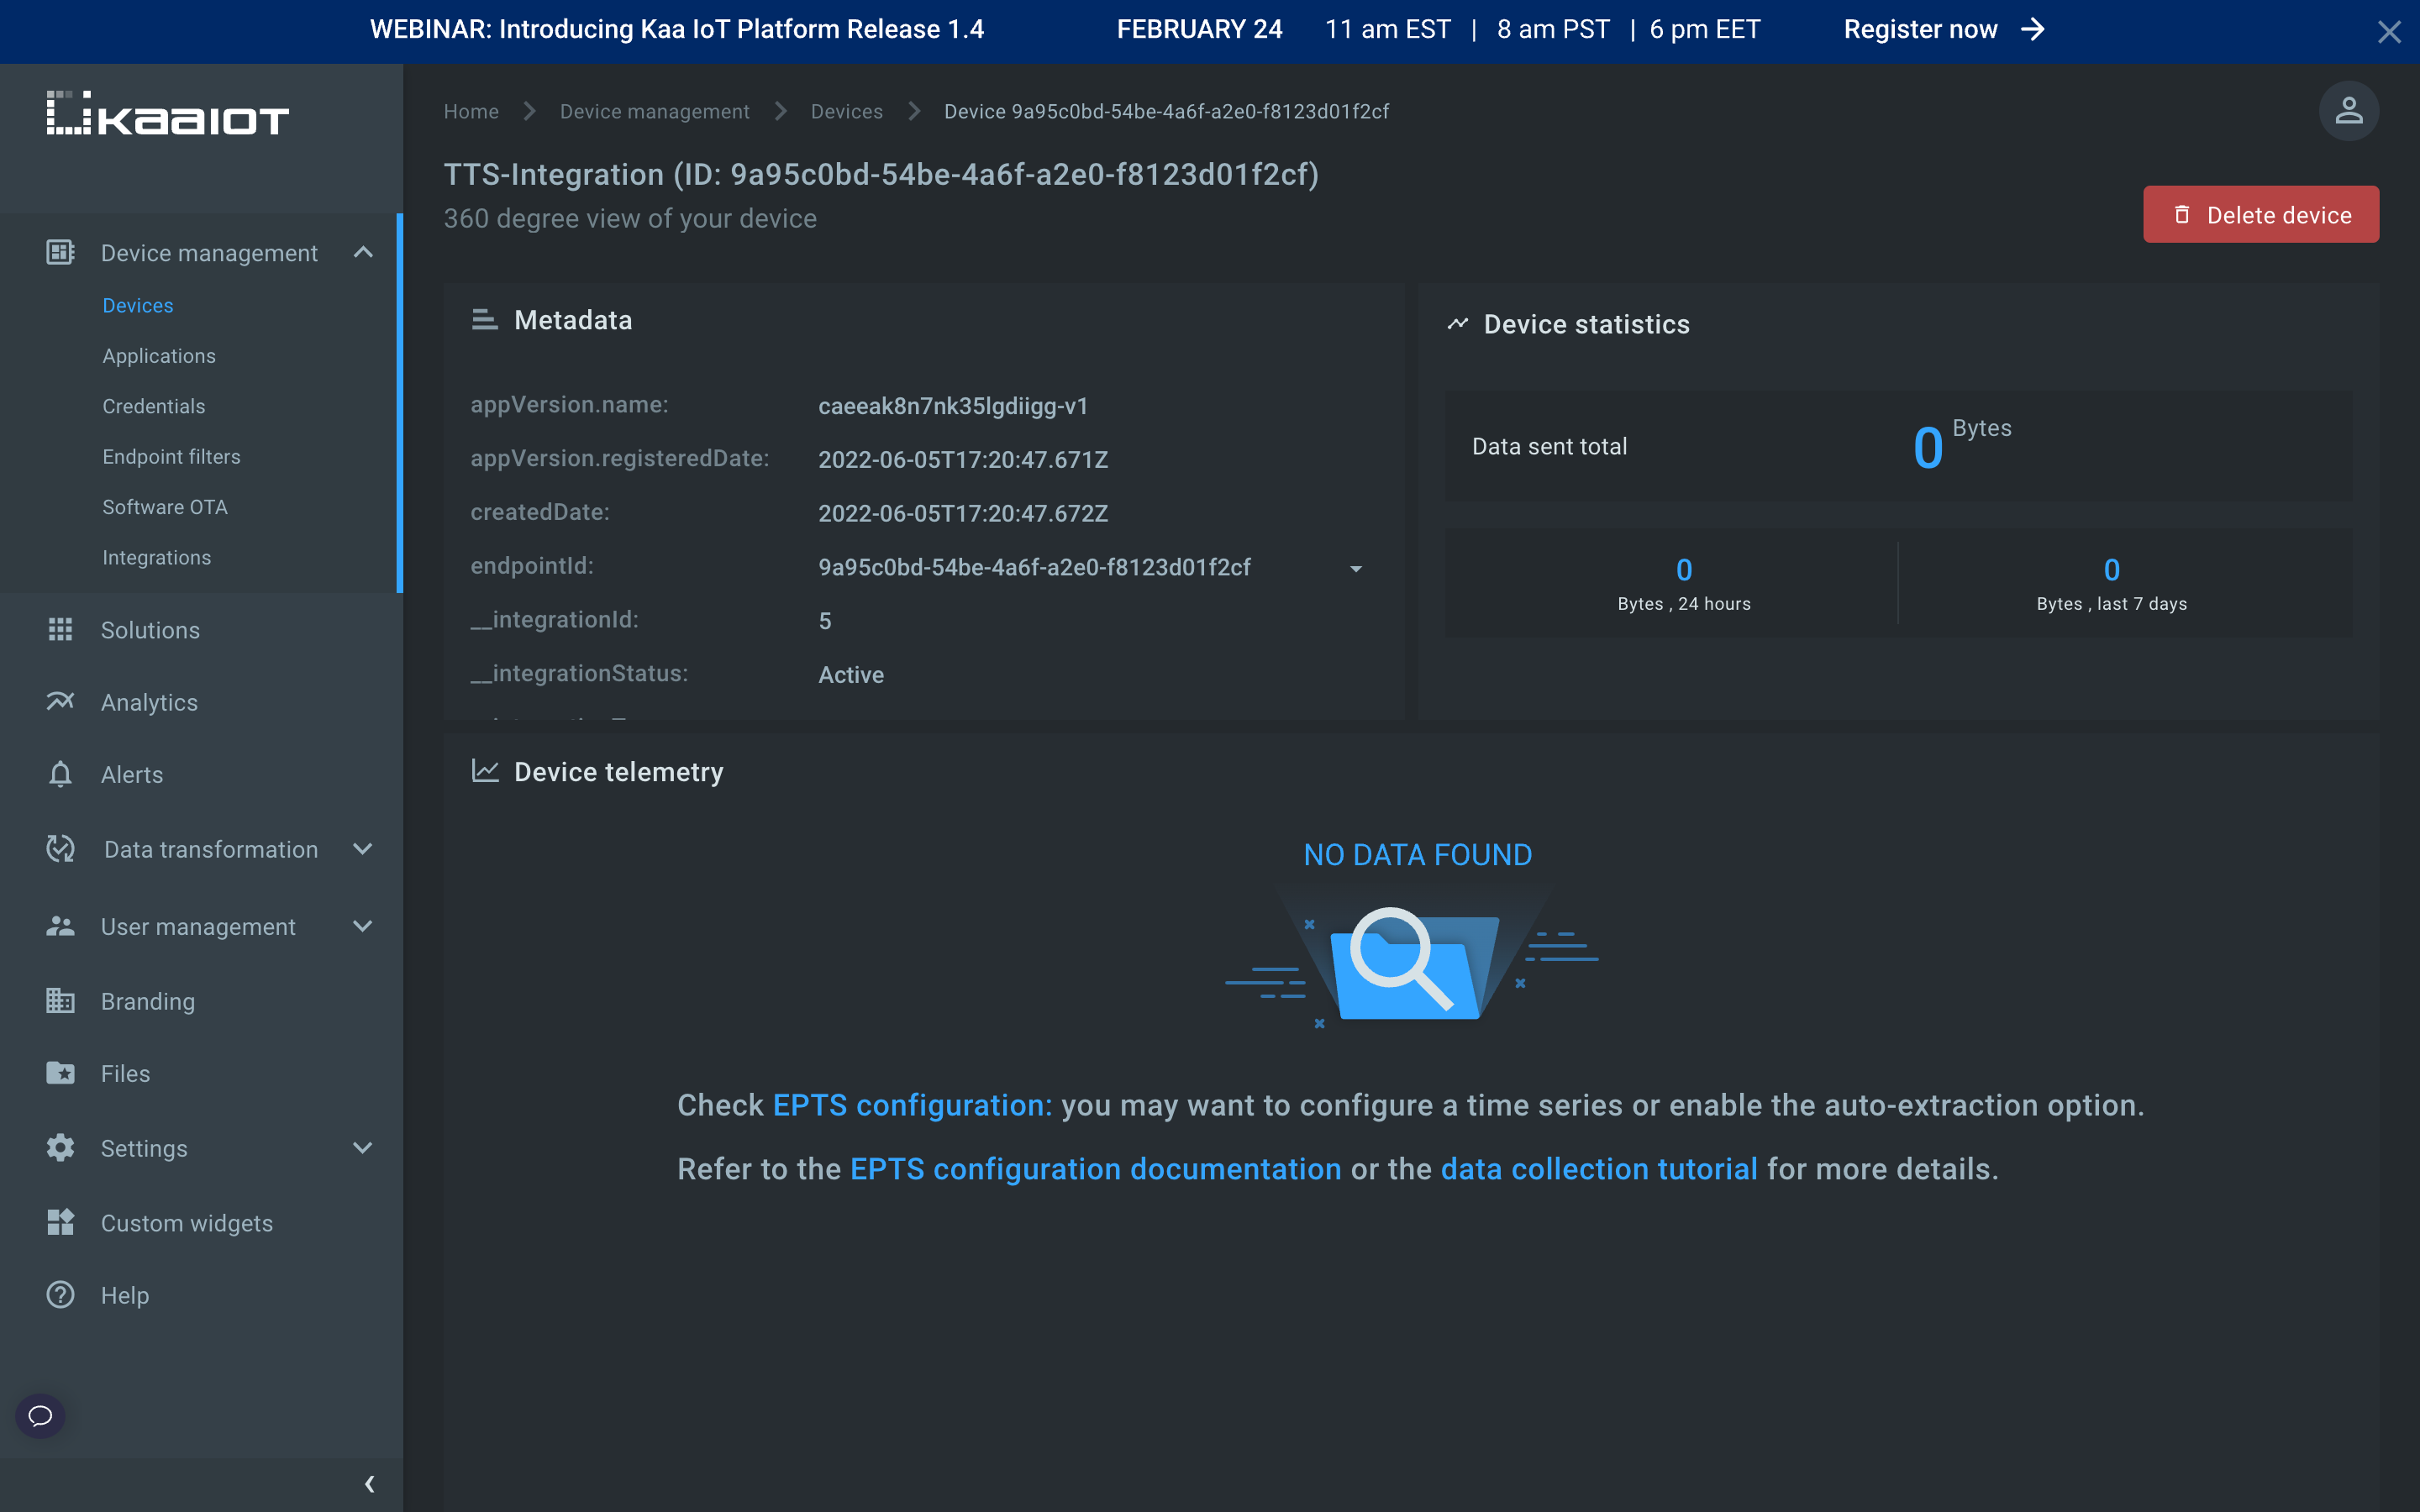 WEBINAR: Introducing Kaa IoT Platform Release 1.4 FEBRUARY 24 11 am EST | 8 am PST | 6 pm EET Register now
KaaIoT
Home Device management Devices Device 9a95c0bd-54be-4a6f-a2e0-f8123d01f2cf
TTS-Integration (ID: 9a95c0bd-54be-4a6f-a2e0-f8123d01f2cf)
360 degree view of your device
Delete device
Device management
Devices
Applications
Credentials
Endpoint filters
Software OTA
Integrations
Solutions
Analytics
Alerts
Data transformation
User management
Branding
Files
Settings
Custom widgets
Help
Metadata
appVersion.name: caeeak8n7nk35lgdiigg-v1
appVersion.registeredDate: 2022-06-05T17:20:47.671Z
createdDate: 2022-06-05T17:20:47.672Z
endpointId: 9a95c0bd-54be-4a6f-a2e0-f8123d01f2cf
__integrationId: 5
__integrationStatus: Active
Device statistics
Data sent total 0 Bytes
0 0
Bytes , 24 hours Bytes , last 7 days
Device telemetry
NO DATA FOUND
Check EPTS configuration: you may want to configure a time series or enable the auto-extraction option.
Refer to the EPTS configuration documentation or the data collection tutorial for more details.